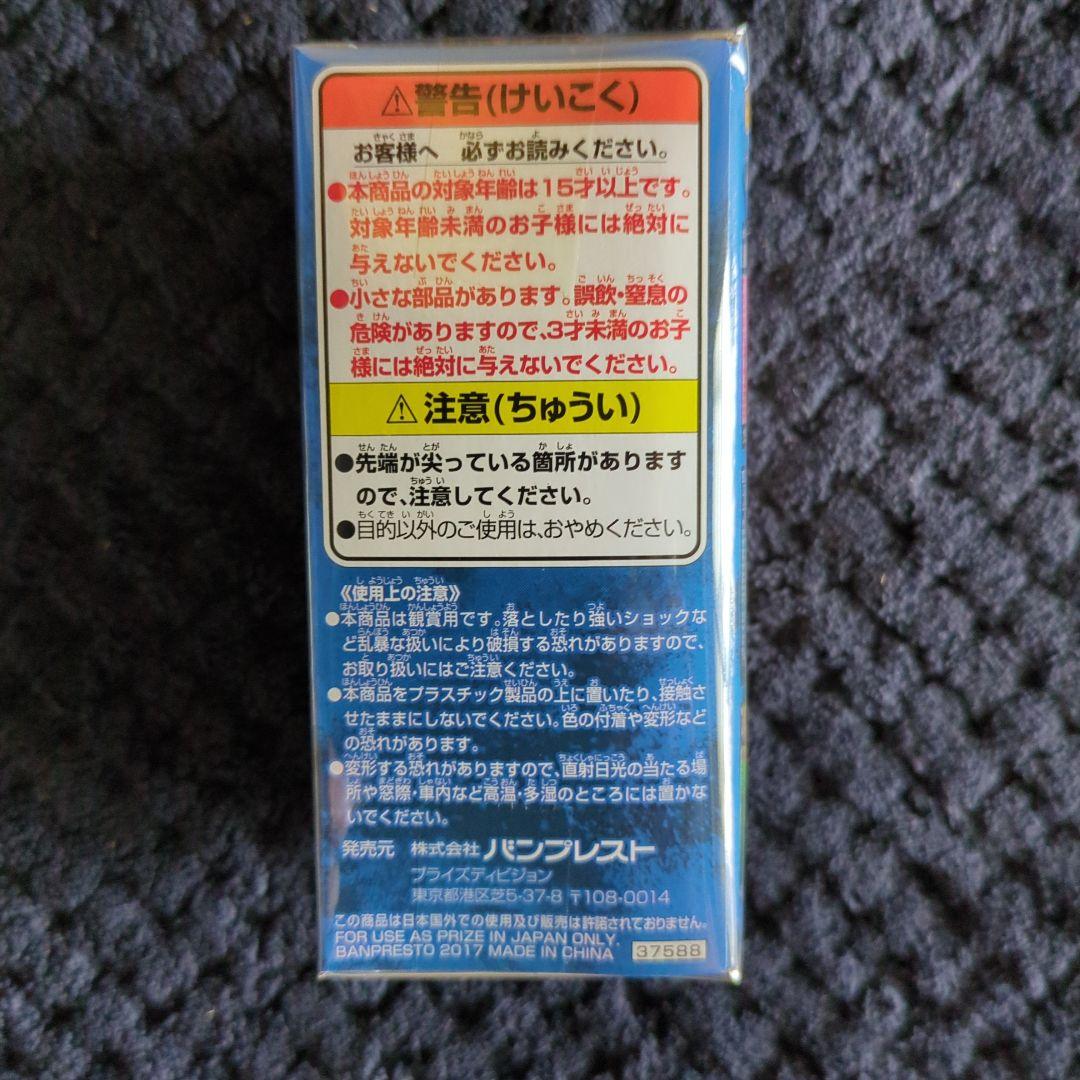 ⚠警告(けいこく)
お客様へ 必ずお読みください。
●本商品の対象年齢は15才以上です。
対象年齢未満のお子様には絶対に
与えないでください。
●小さな部品があります。誤飲・窒息の
危険がありますので、3才未満のお子
様には絶対に与えないでください。
⚠注意(ちゅうい)
●先端が尖っている箇所があります
ので、注意してください。
●目的以外のご使用は、おやめください。
《使用上の注意》
●本商品は観賞用です。落としたり強いショックな
ど乱暴な扱いにより破損する恐れがありますので、
お取り扱いにはご注意ください。
●本商品をプラスチック製品の上に置いたり、接触さ
せたままにしないでください。色の付着や変形など
の恐れがあります。
●変形する恐れがありますので、直射日光の当たる場
所や窓際・車内など高温・多湿のところには置かな
いでください。
発売元 株式会社 バンプレスト
プライズディビジョン
東京都港区芝5-37-8 〒108-0014
この商品は日本国外での使用及び販売は許諾されておりません。
FOR USE AS PRIZE IN JAPAN ONLY.
BANPRESTO 2017 MADE IN CHINA 37588